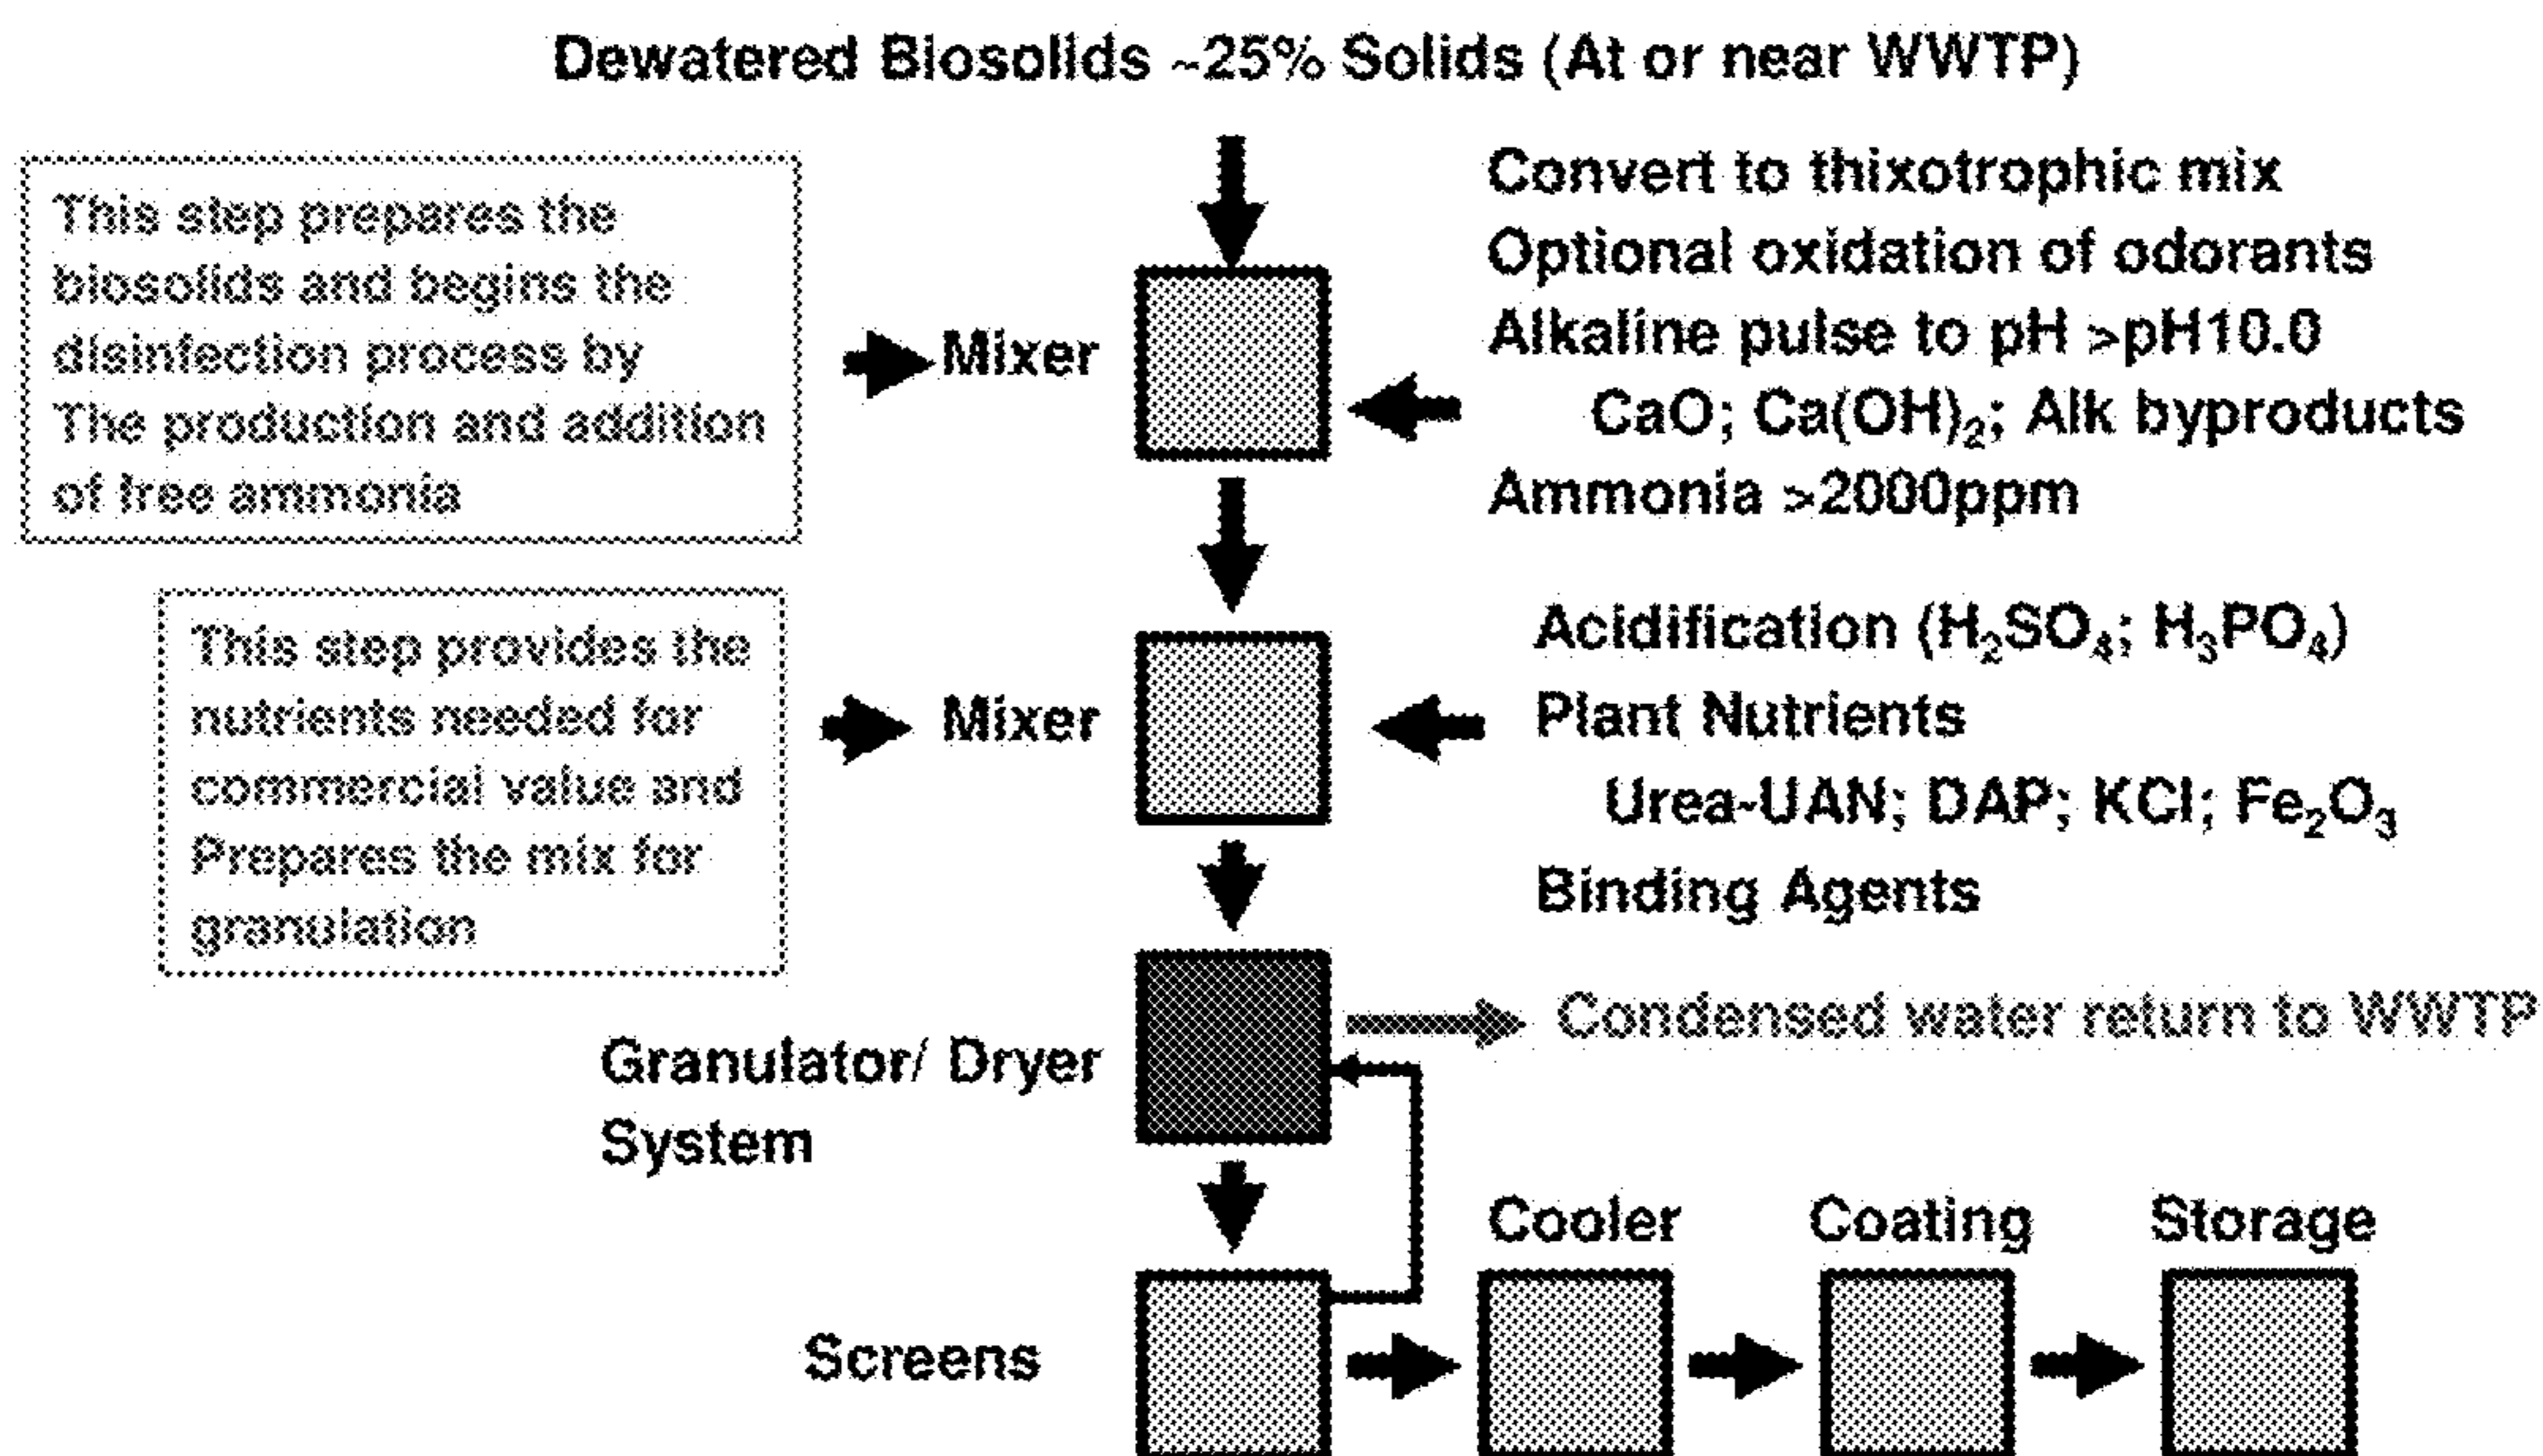 Dewatered Biosolids ~25% Solids (At or near WWTP)
This step prepares the
biosolids and begins the
disinfection process by
The production and addition
of free ammonia
Mixer
Convert to thixotrophic mix
Optional oxidation of odorants
Alkaline pulse to pH >pH10.0
CaO; Ca(OH)₂; Alk byproducts
Ammonia >2000ppm
This step provides the
nutrients needed for
commercial value and
Prepares the mix for
granulation
Mixer
Acidification (H₂SO₄; H₃PO₄)
Plant Nutrients
Urea-UAN; DAP; KCl; Fe₂O₃
Binding Agents
Granulator/ Dryer
System
Condensed water return to WWTP
Screens
Cooler
Coating
Storage